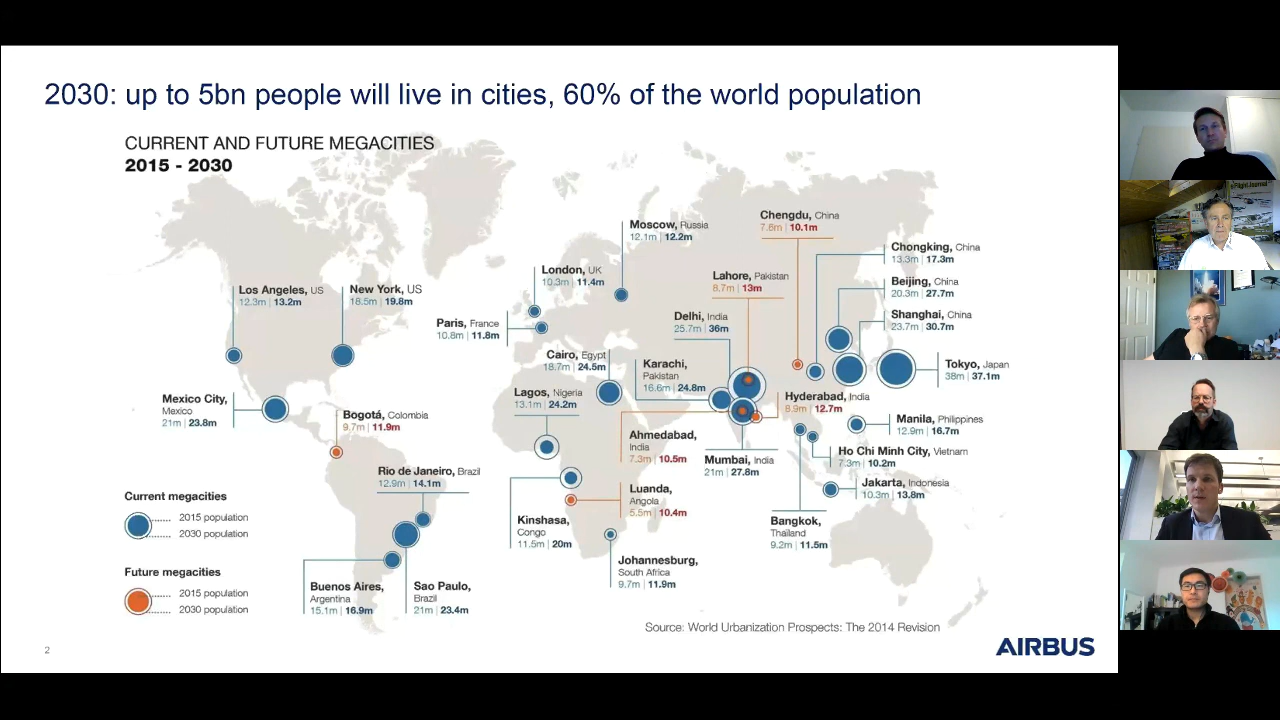 2030: up to 5bn people will live in cities, 60% of the world population
CURRENT AND FUTURE MEGACITIES
2015 - 2030
Moscow, Russia
12.1m | 12.2m
Chengdu, China
7.6m | 10.1m
Chongking, China
13.3m | 17.3m
London, UK
10.3m | 11.4m
Lahore, Pakistan
8.7m | 13m
Beijing, China
20.3m | 27.7m
Los Angeles, US
12.3m | 13.2m
New York, US
18.5m | 19.8m
Paris, France
10.8m | 11.8m
Delhi, India
25.7m | 36m
Shanghai, China
23.7m | 30.7m
Cairo, Egypt
18.7m | 24.5m
Karachi,
Pakistan
16.6m | 24.8m
Tokyo, Japan
38m | 37.1m
Mexico City,
Mexico
21m | 23.8m
Lagos, Nigeria
13.1m | 24.2m
Hyderabad, India
8.9m | 12.7m
Bogotá, Colombia
9.7m | 11.9m
Manila, Philippines
12.9m | 16.7m
Ahmedabad,
India
7.3m | 10.5m
Mumbai, India
21m | 27.8m
Ho Chi Minh City, Vietnam
7.3m | 10.2m
Rio de Janeiro, Brazil
12.9m | 14.1m
Jakarta, Indonesia
10.3m | 13.8m
Luanda,
Angola
5.5m | 10.4m
Kinshasa,
Congo
11.5m | 20m
Bangkok,
Thailand
9.2m | 11.5m
Johannesburg,
South Africa
9.7m | 11.9m
Buenos Aires,
Argentina
15.1m | 16.9m
Sao Paulo,
Brazil
21m | 23.4m
Current megacities
2015 population
2030 population
Future megacities
2015 population
2030 population
Source: World Urbanization Prospects: The 2014 Revision
2
AIRBUS
FlightJournal